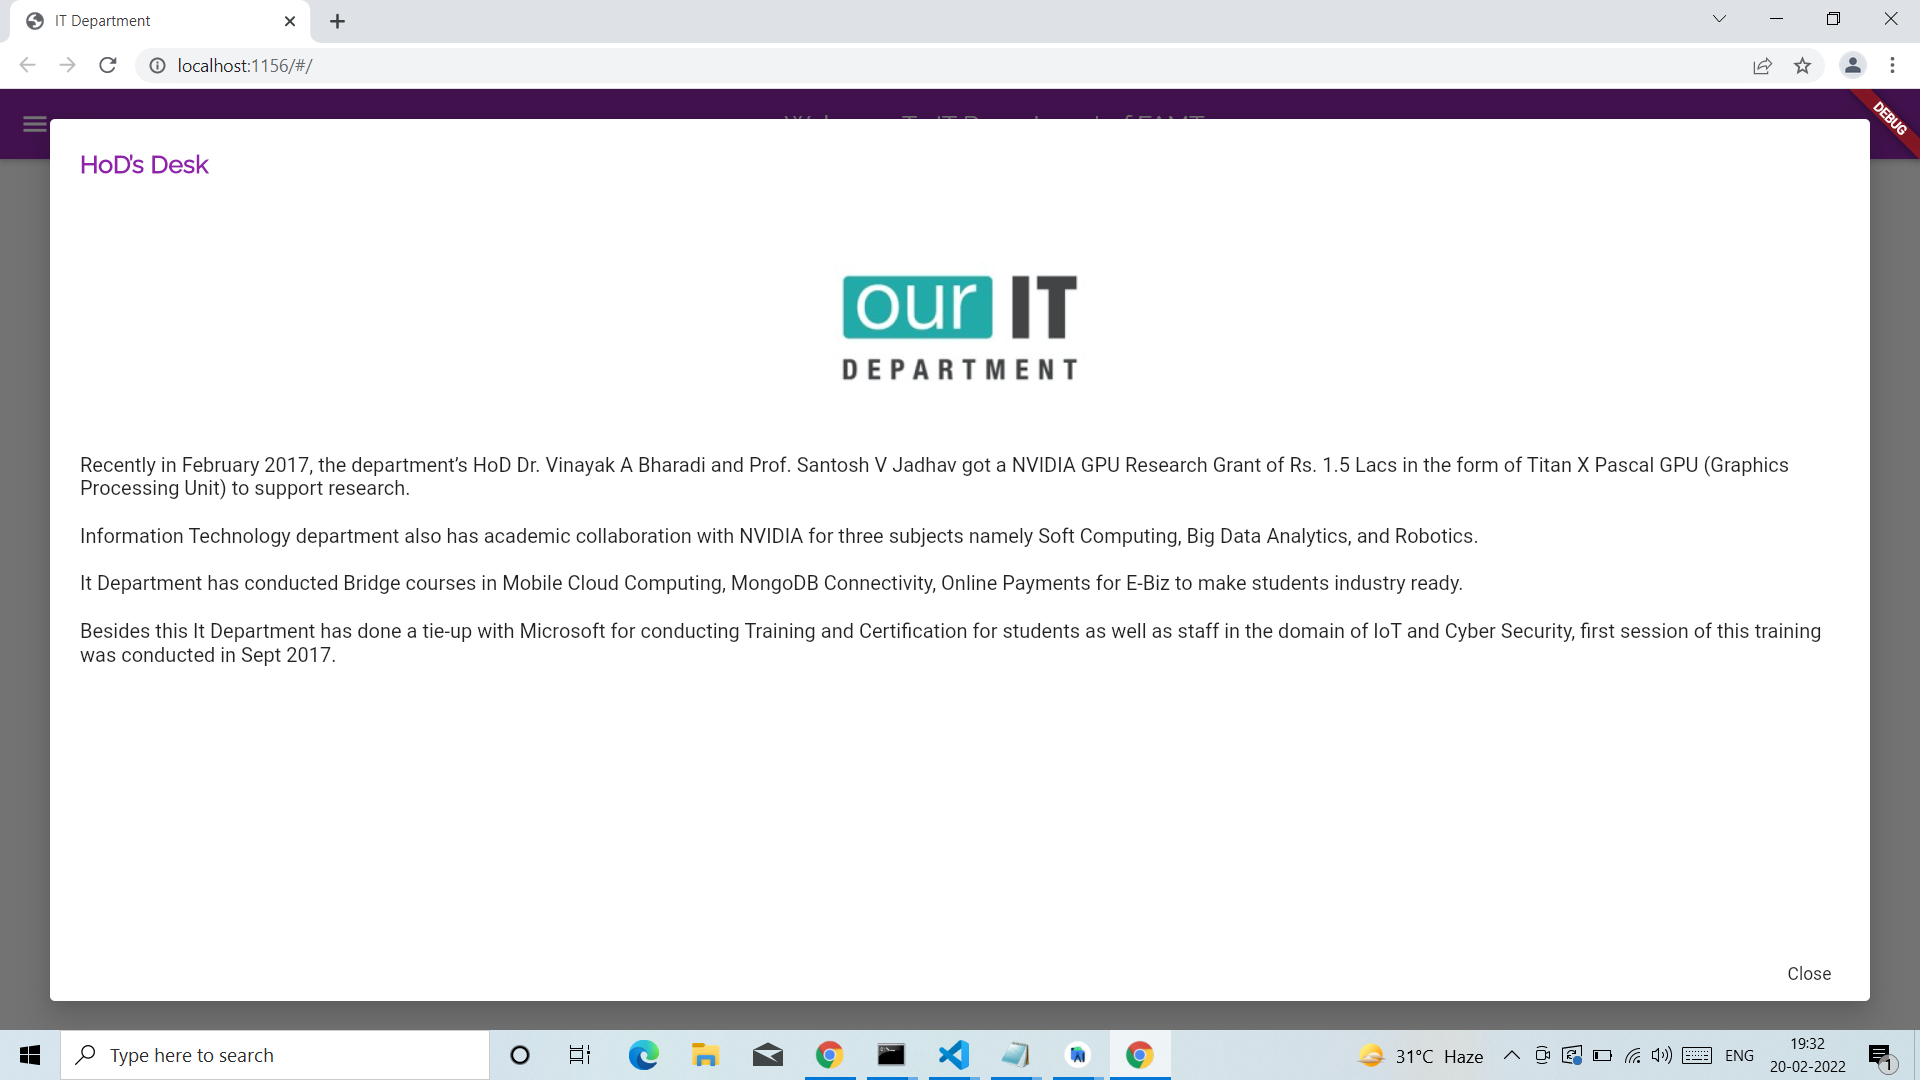 IT Department
localhost:1156/#/
DEBUG
HoD's Desk
our IT
DEPARTMENT
Recently in February 2017, the department’s HoD Dr. Vinayak A Bharadi and Prof. Santosh V Jadhav got a NVIDIA GPU Research Grant of Rs. 1.5 Lacs in the form of Titan X Pascal GPU (Graphics
Processing Unit) to support research.
Information Technology department also has academic collaboration with NVIDIA for three subjects namely Soft Computing, Big Data Analytics, and Robotics.
It Department has conducted Bridge courses in Mobile Cloud Computing, MongoDB Connectivity, Online Payments for E-Biz to make students industry ready.
Besides this It Department has done a tie-up with Microsoft for conducting Training and Certification for students as well as staff in the domain of IoT and Cyber Security, first session of this training
was conducted in Sept 2017.
Close
Type here to search
31°C Haze
ENG
19:32
20-02-2022
1